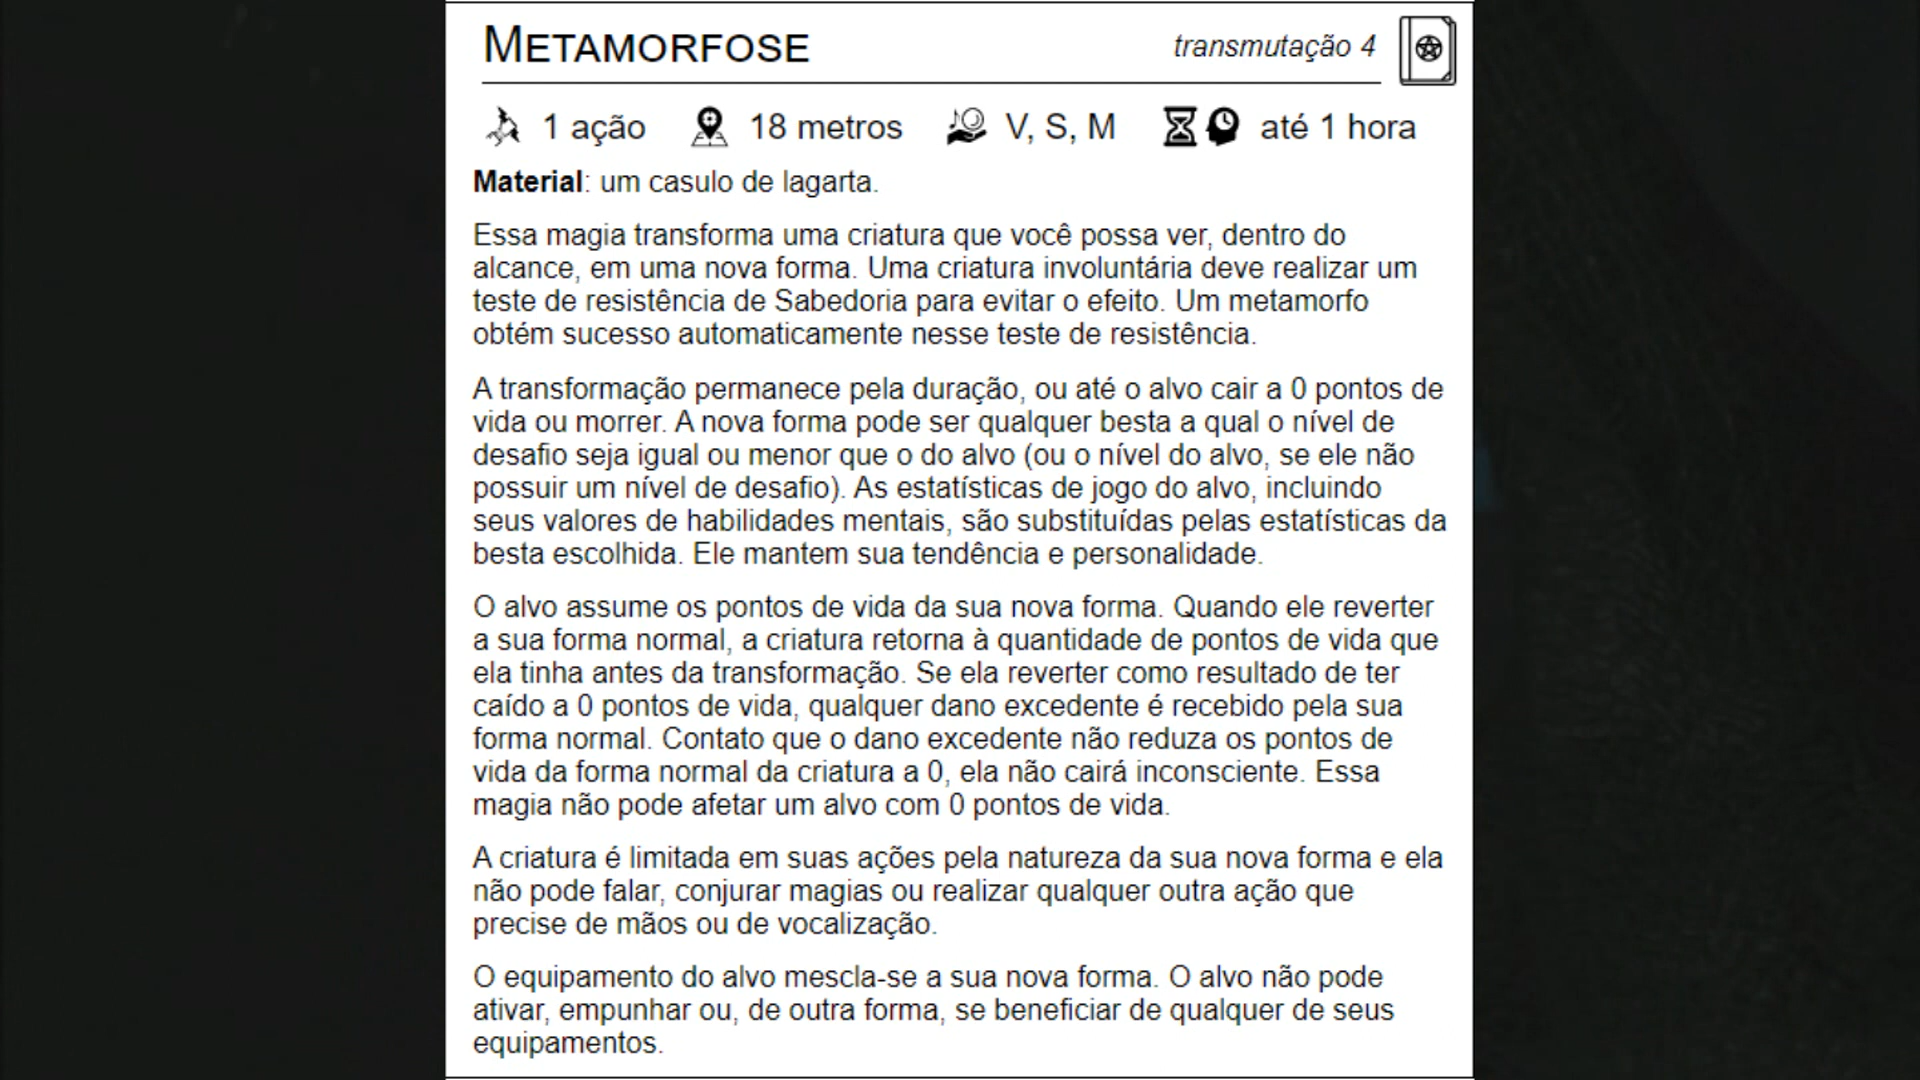 METAMORFOSE transmutação 4
1 ação 18 metros V, S, M até 1 hora
Material: um casulo de lagarta.
Essa magia transforma uma criatura que você possa ver, dentro do
alcance, em uma nova forma. Uma criatura involuntária deve realizar um
teste de resistência de Sabedoria para evitar o efeito. Um metamorfo
obtém sucesso automaticamente nesse teste de resistência.
A transformação permanece pela duração, ou até o alvo cair a 0 pontos de
vida ou morrer. A nova forma pode ser qualquer besta a qual o nível de
desafio seja igual ou menor que o do alvo (ou o nível do alvo, se ele não
possuir um nível de desafio). As estatísticas de jogo do alvo, incluindo
seus valores de habilidades mentais, são substituídas pelas estatísticas da
besta escolhida. Ele mantem sua tendência e personalidade.
O alvo assume os pontos de vida da sua nova forma. Quando ele reverter
a sua forma normal, a criatura retorna à quantidade de pontos de vida que
ela tinha antes da transformação. Se ela reverter como resultado de ter
caído a 0 pontos de vida, qualquer dano excedente é recebido pela sua
forma normal. Contato que o dano excedente não reduza os pontos de
vida da forma normal da criatura a 0, ela não cairá inconsciente. Essa
magia não pode afetar um alvo com 0 pontos de vida.
A criatura é limitada em suas ações pela natureza da sua nova forma e ela
não pode falar, conjurar magias ou realizar qualquer outra ação que
precise de mãos ou de vocalização.
O equipamento do alvo mescla-se a sua nova forma. O alvo não pode
ativar, empunhar ou, de outra forma, se beneficiar de qualquer de seus
equipamentos.